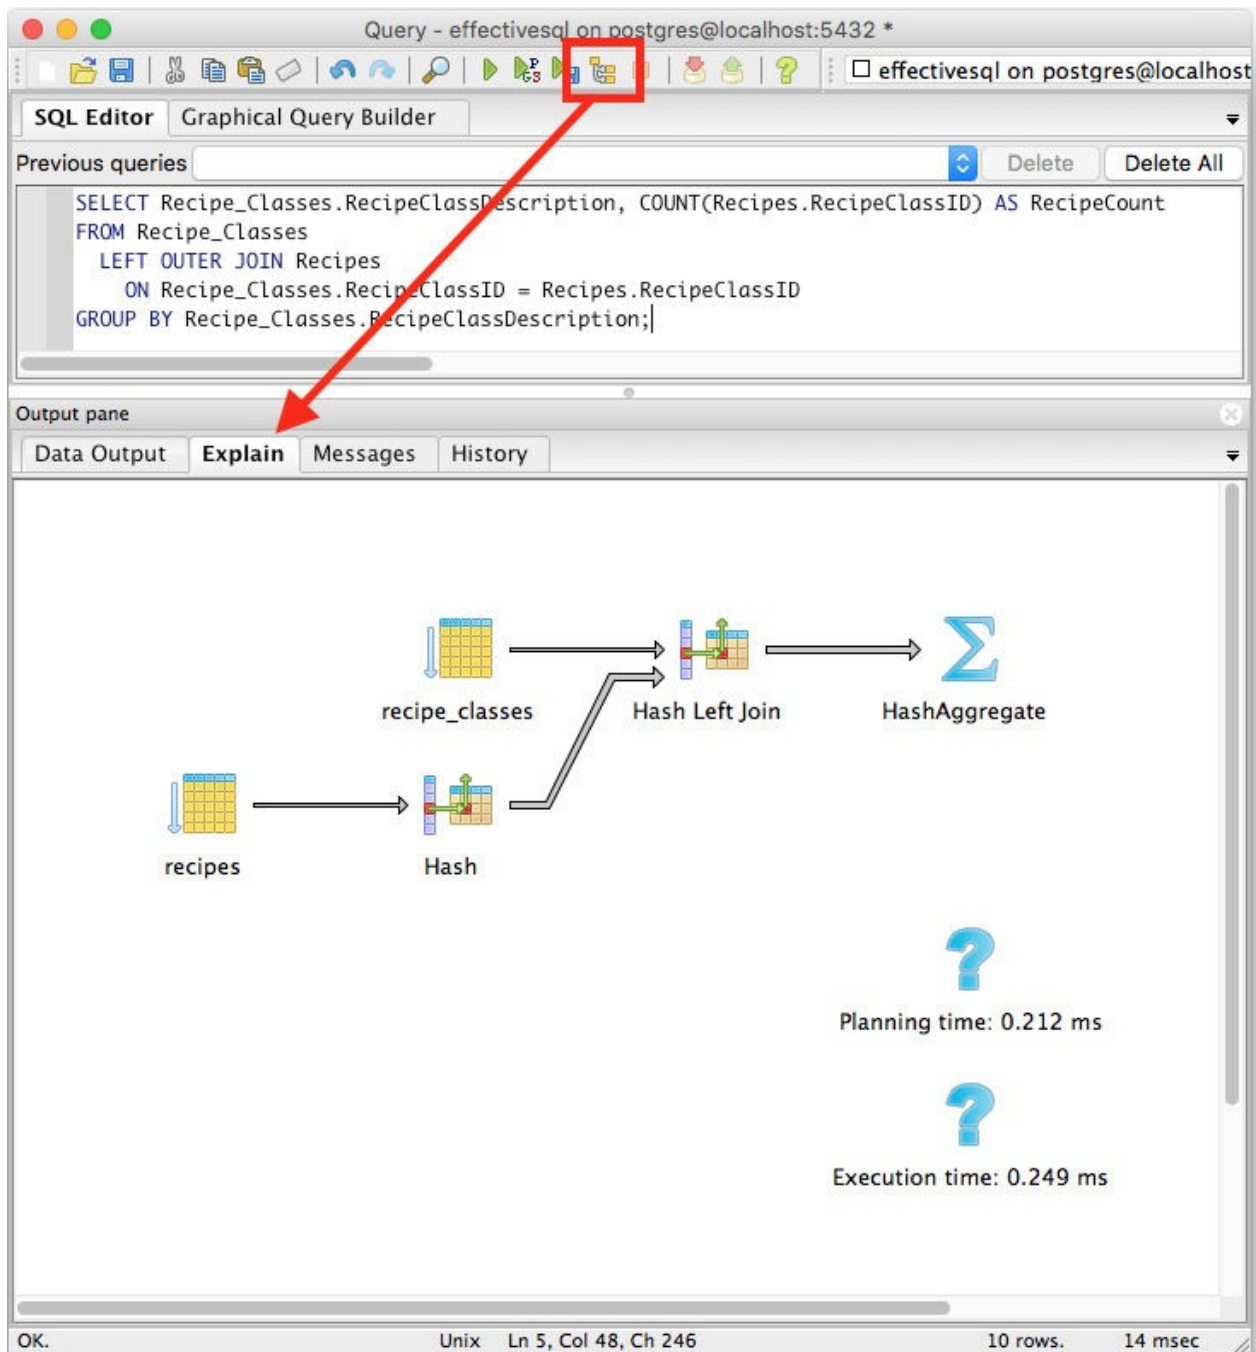 Query - effectivesql on postgres@localhost:5432 *
effectivesql on postgres@localhost
SQL Editor Graphical Query Builder
Previous queries Delete Delete All
SELECT Recipe_Classes.RecipeClassDescription, COUNT(Recipes.RecipeClassID) AS RecipeCount
FROM Recipe_Classes
LEFT OUTER JOIN Recipes
ON Recipe_Classes.RecipeClassID = Recipes.RecipeClassID
GROUP BY Recipe_Classes.RecipeClassDescription;
Output pane
Data Output Explain Messages History
recipe_classes Hash Left Join HashAggregate
recipes Hash
Planning time: 0.212 ms
Execution time: 0.249 ms
OK. Unix Ln 5, Col 48, Ch 246 10 rows. 14 msec